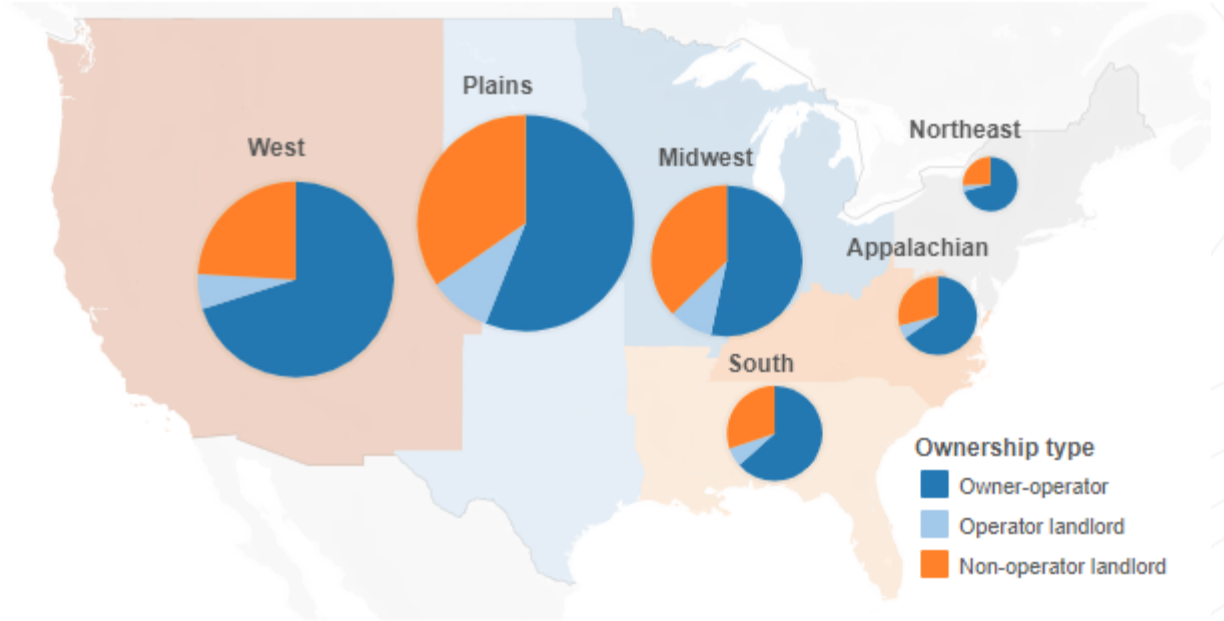 Plains
Northeast
West
Midwest
Appalachian
South
Ownership type
Owner-operator
Operator landlord
Non-operator landlord